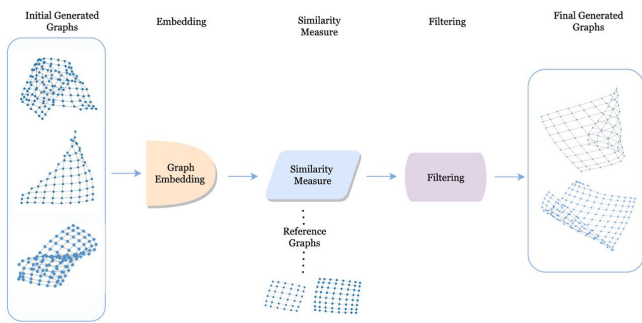 Initial Generated
Graphs
Embedding
Similarity
Measure
Filtering
Final Generated
Graphs
Graph
Embedding
Similarity
Measure
Filtering
Reference
Graphs